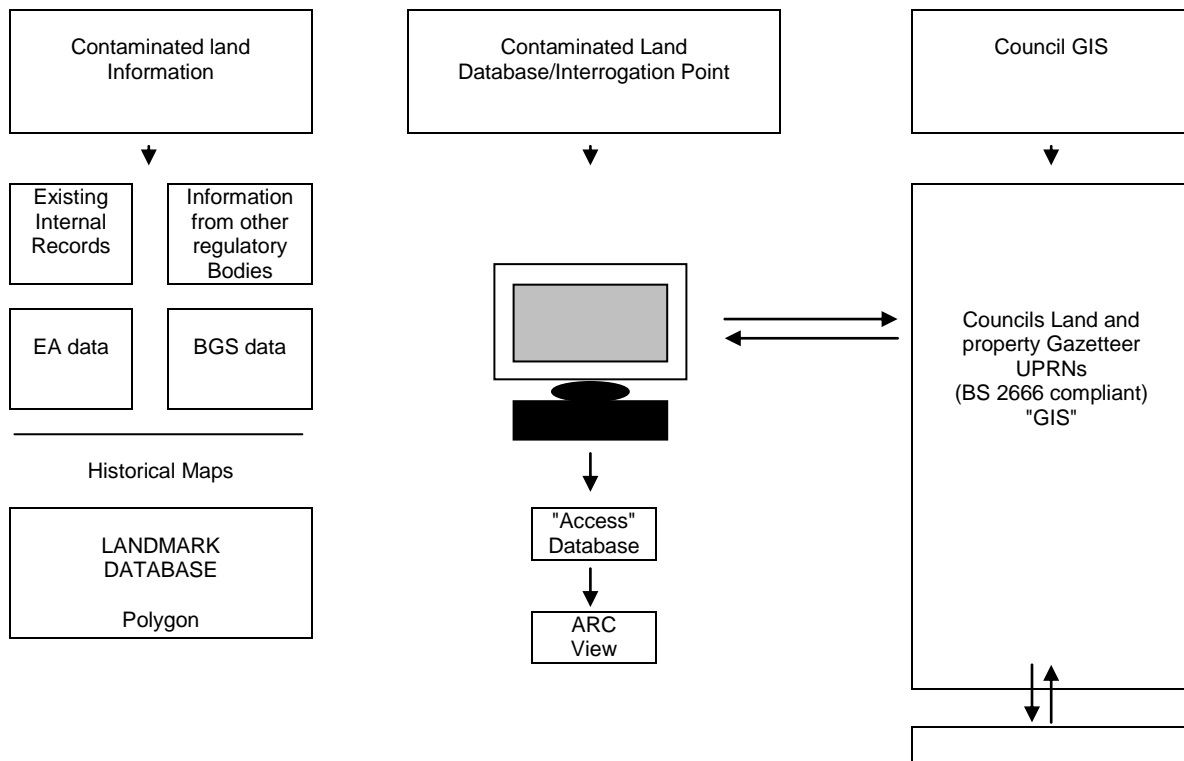 Contaminated land
Information
Contaminated Land
Database/Interrogation Point
Council GIS
Existing
Internal
Records
Information
from other
regulatory
Bodies
EA data
BGS data
Historical Maps
LANDMARK
DATABASE
Polygon
"Access"
Database
ARC
View
Councils Land and
property Gazetteer
UPRNs
(BS 2666 compliant)
"GIS"